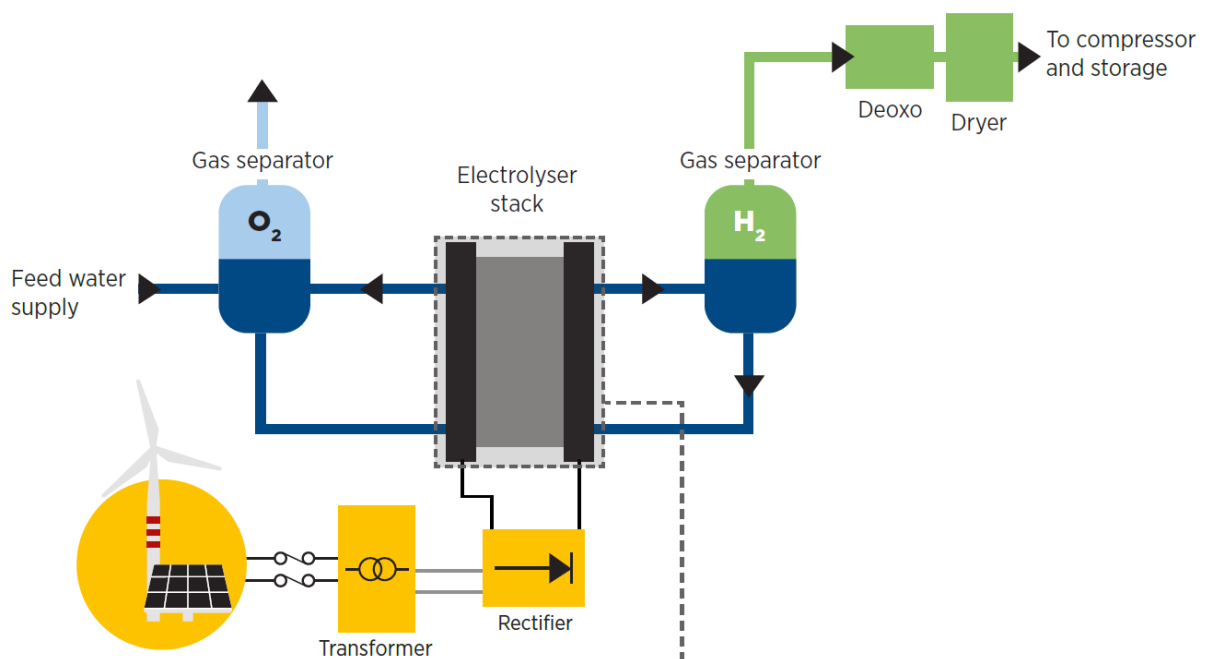 To compressor
and storage
Deoxo
Dryer
Gas separator
Gas separator
Electrolyser
stack
O₂
H₂
Feed water
supply
Rectifier
Transformer